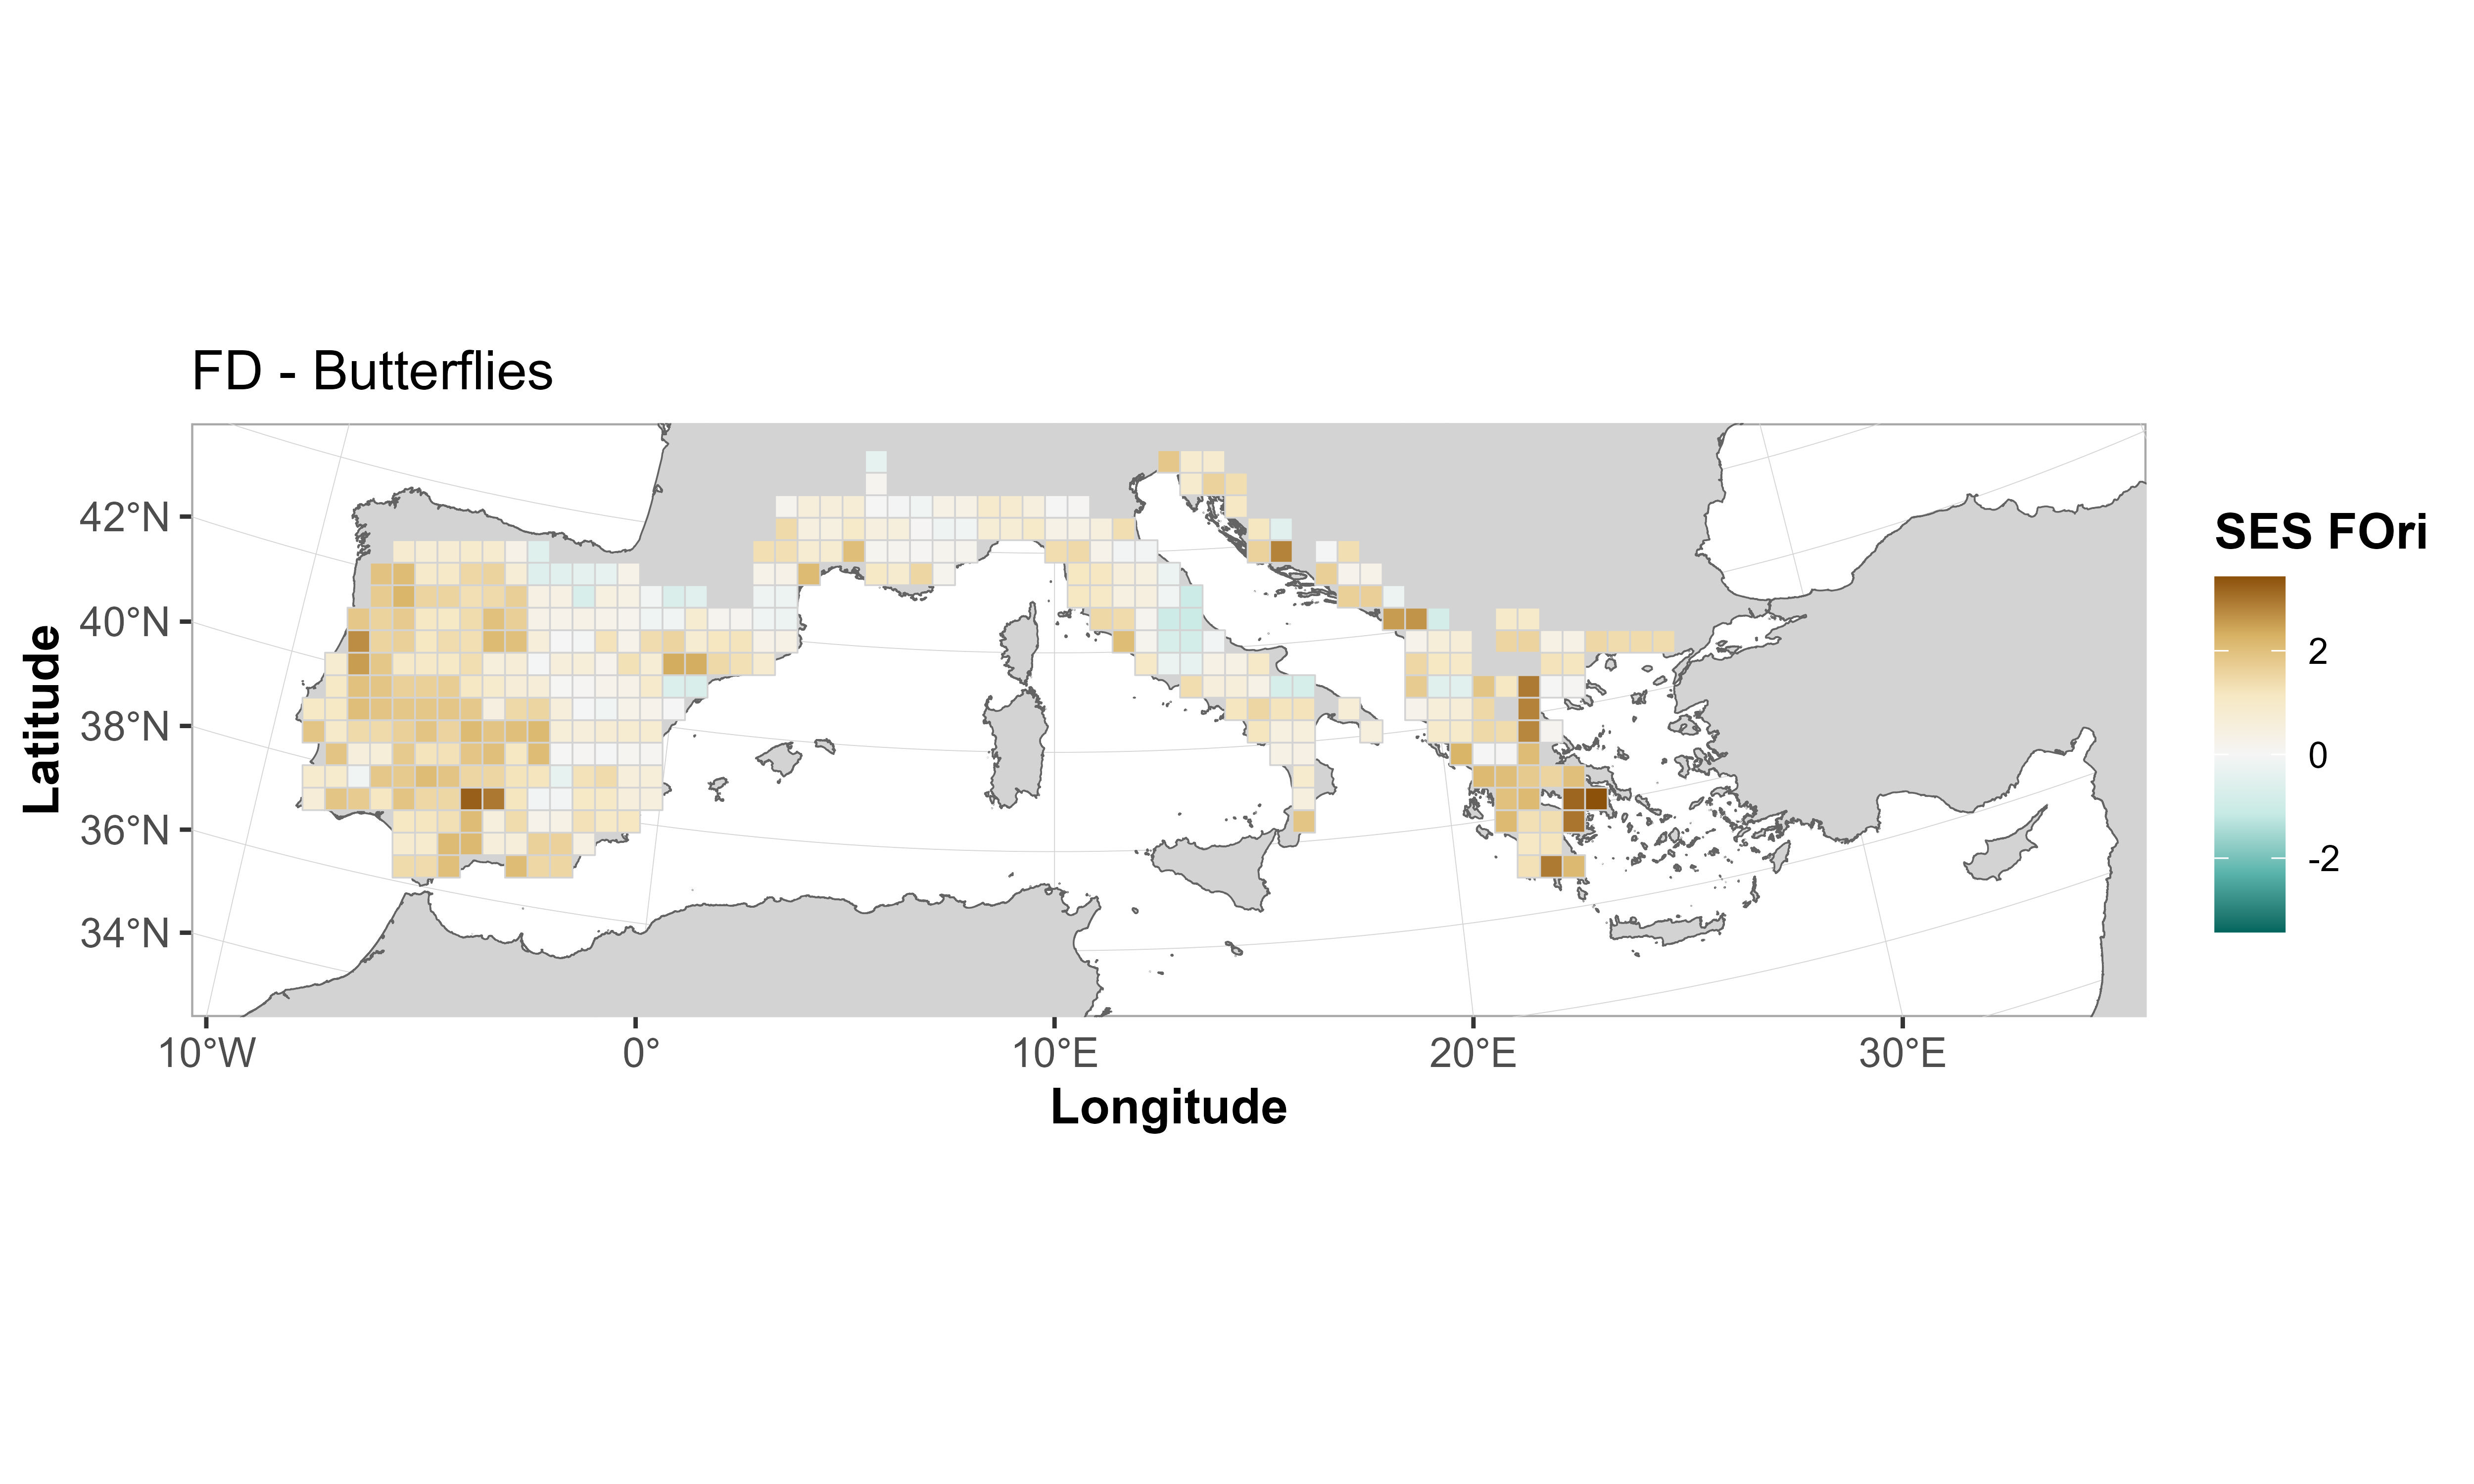 FD - Butterflies
42°N
40°N
38°N
36°N
34°N
Latitude
10°W
0°
10°E
20°E
30°E
Longitude
SES FOri
2
0
-2